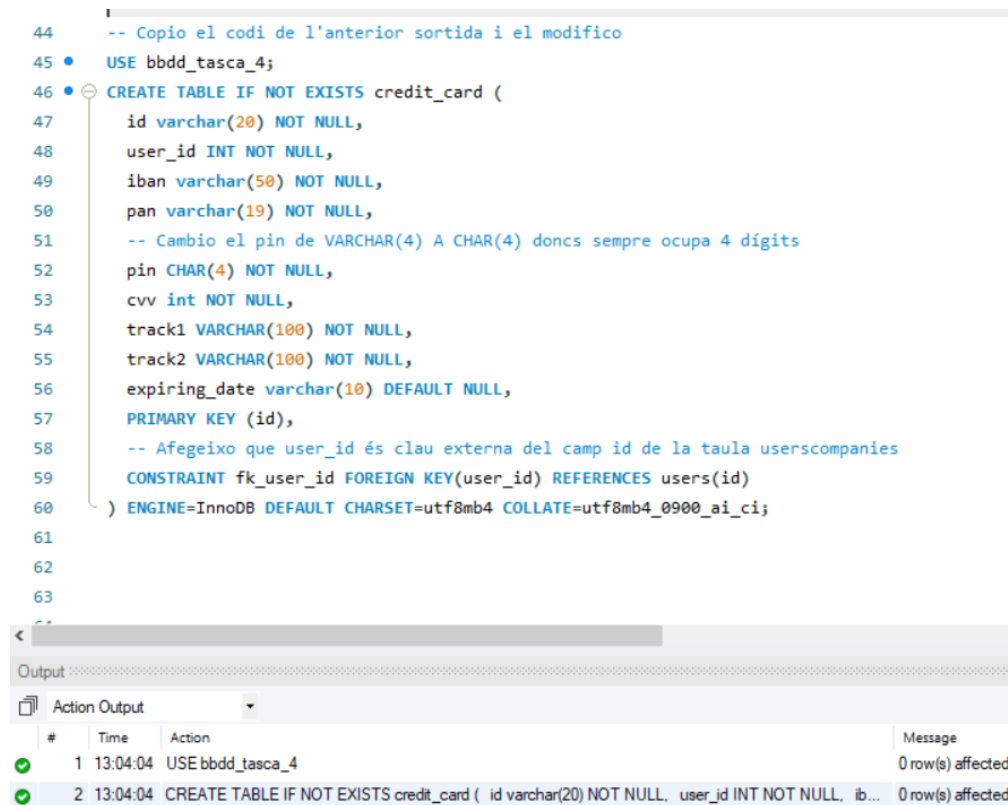 44 -- Copio el codi de l'anterior sortida i el modifico
45 USE bbdd_tasca_4;
46 CREATE TABLE IF NOT EXISTS credit_card (
47 id varchar(20) NOT NULL,
48 user_id INT NOT NULL,
49 iban varchar(50) NOT NULL,
50 pan varchar(19) NOT NULL,
51 -- Cambio el pin de VARCHAR(4) A CHAR(4) doncs sempre ocupa 4 dígits
52 pin CHAR(4) NOT NULL,
53 cvv int NOT NULL,
54 track1 VARCHAR(100) NOT NULL,
55 track2 VARCHAR(100) NOT NULL,
56 expiring_date varchar(10) DEFAULT NULL,
57 PRIMARY KEY (id),
58 -- Afegeixo que user_id és clau externa del camp id de la taula userscompanies
59 CONSTRAINT fk_user_id FOREIGN KEY(user_id) REFERENCES users(id)
60 ) ENGINE=InnoDB DEFAULT CHARSET=utf8mb4 COLLATE=utf8mb4_0900_ai_ci;
61
62
63
Output
Action Output
# Time Action Message
1 13:04:04 USE bbdd_tasca_4 0 row(s) affected
2 13:04:04 CREATE TABLE IF NOT EXISTS credit_card ( id varchar(20) NOT NULL, user_id INT NOT NULL, ib... 0 row(s) affected